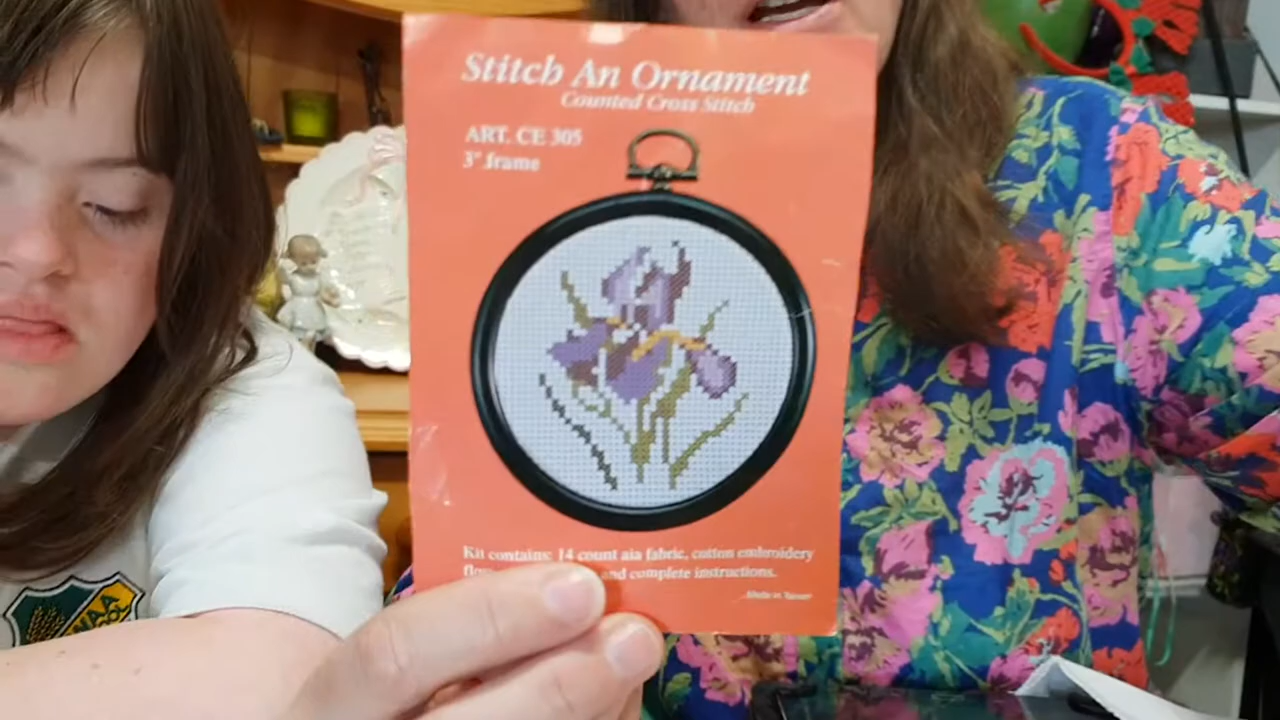 Stitch An Ornament
Counted Cross Stitch
ART. CE 305
3" frame
Kit contains: 14 count aia fabric, cotton embroidery
and complete instructions.
Made in Taiwan